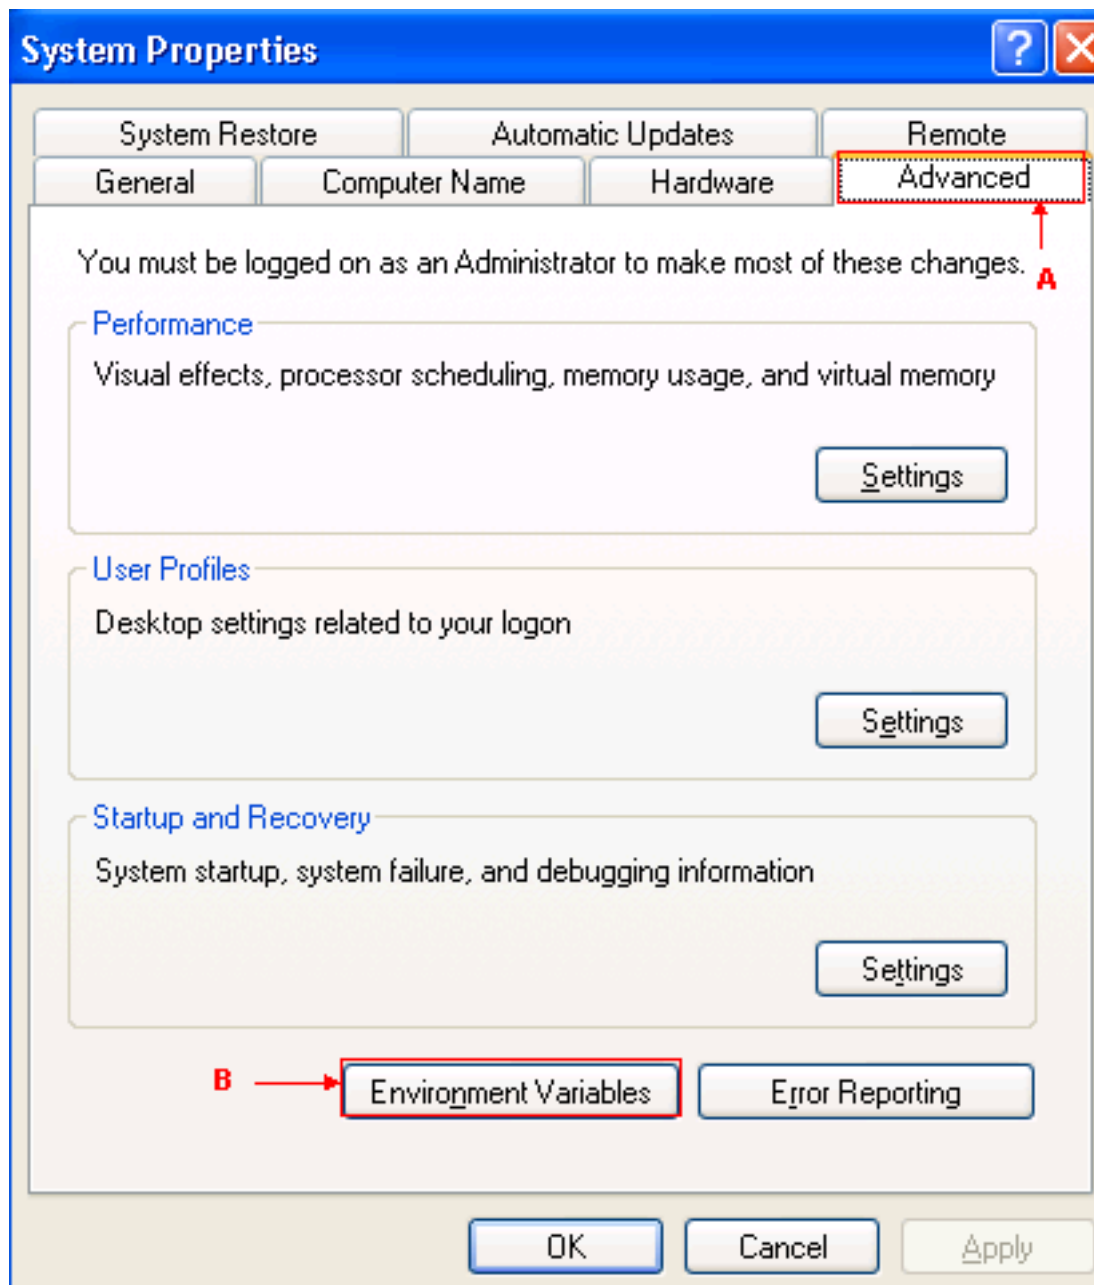 System Properties
?
System Restore Automatic Updates Remote
General Computer Name Hardware Advanced
You must be logged on as an Administrator to make most of these changes.
A
Performance
Visual effects, processor scheduling, memory usage, and virtual memory
Settings
User Profiles
Desktop settings related to your logon
Settings
Startup and Recovery
System startup, system failure, and debugging information
Settings
B Environment Variables Error Reporting
OK Cancel Apply